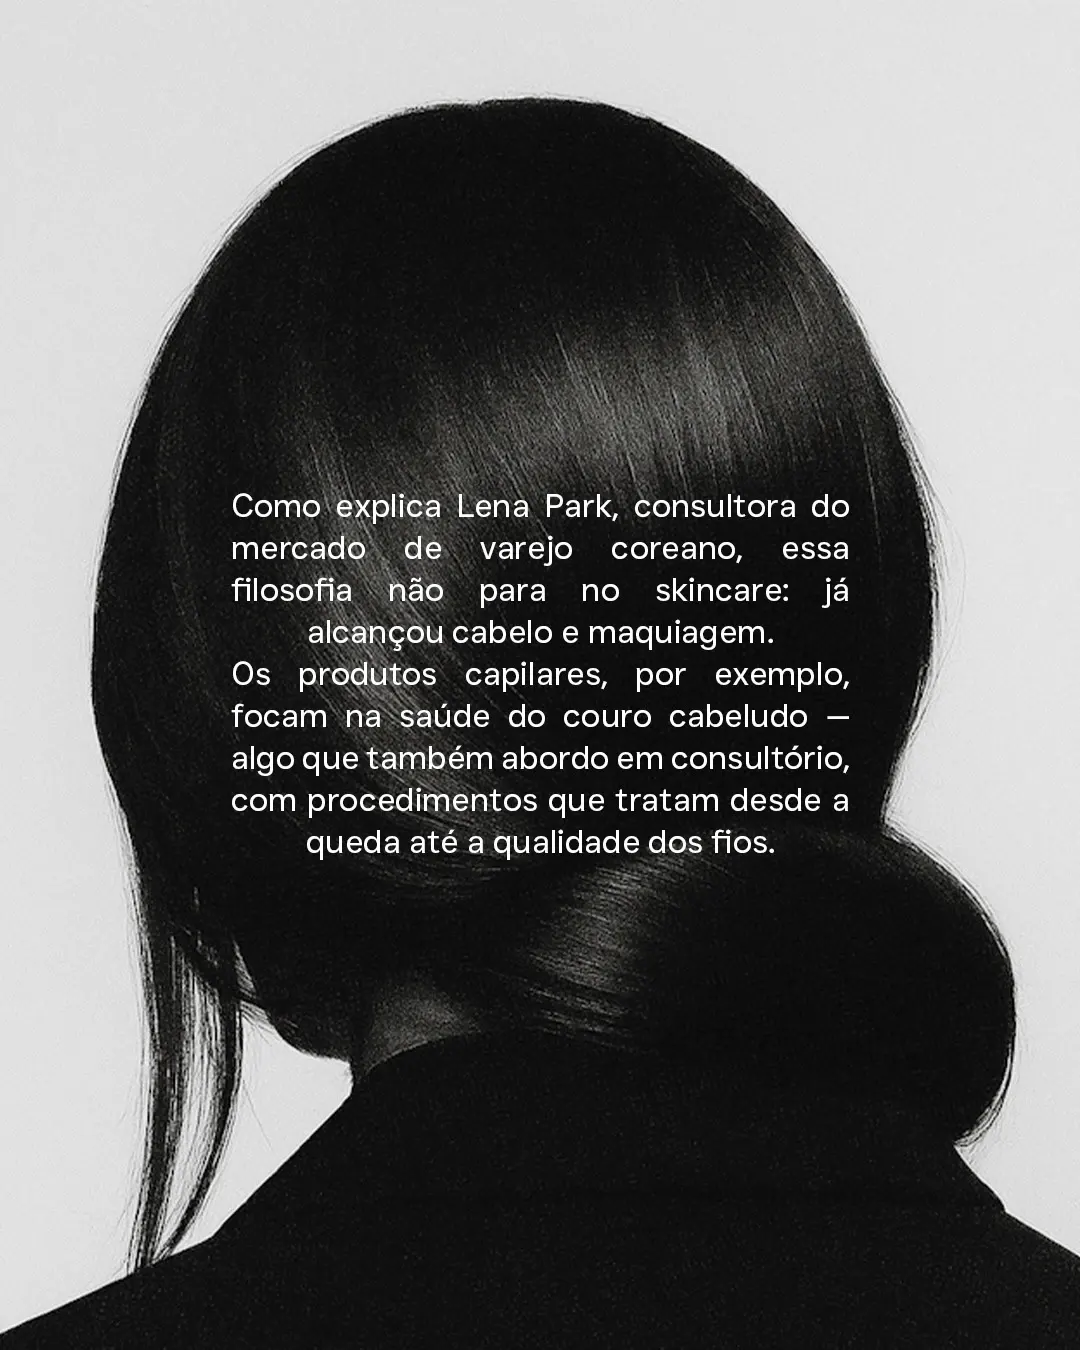 Como explica Lena Park, consultora do
mercado de varejo coreano, essa
filosofia não para no skincare: já
alcançou cabelo e maquiagem.
Os produtos capilares, por exemplo,
focam na saúde do couro cabeludo —
algo que também abordo em consultório,
com procedimentos que tratam desde a
queda até a qualidade dos fios.